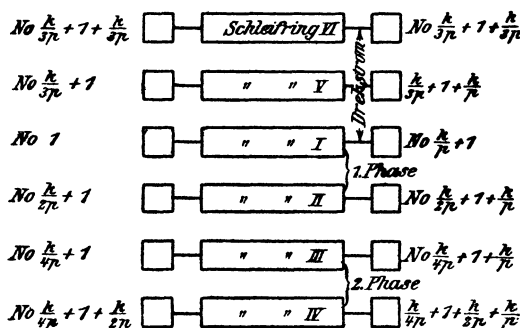 No k/3p + 1 + k/3p Schleifring VI No k/3p + 1 + k/3p
No k/3p + 1 " " V k/3p + 1 + k/p
Drehstrom
No 1 " " I No k/p + 1
1. Phase
No k/2p + 1 " " II No k/2p + 1 + k/p
No k/4p + 1 " " III No k/4p + 1 + k/p
2. Phase
No k/4p + 1 + k/2p " " IV k/4p + 1 + k/2p + k/p